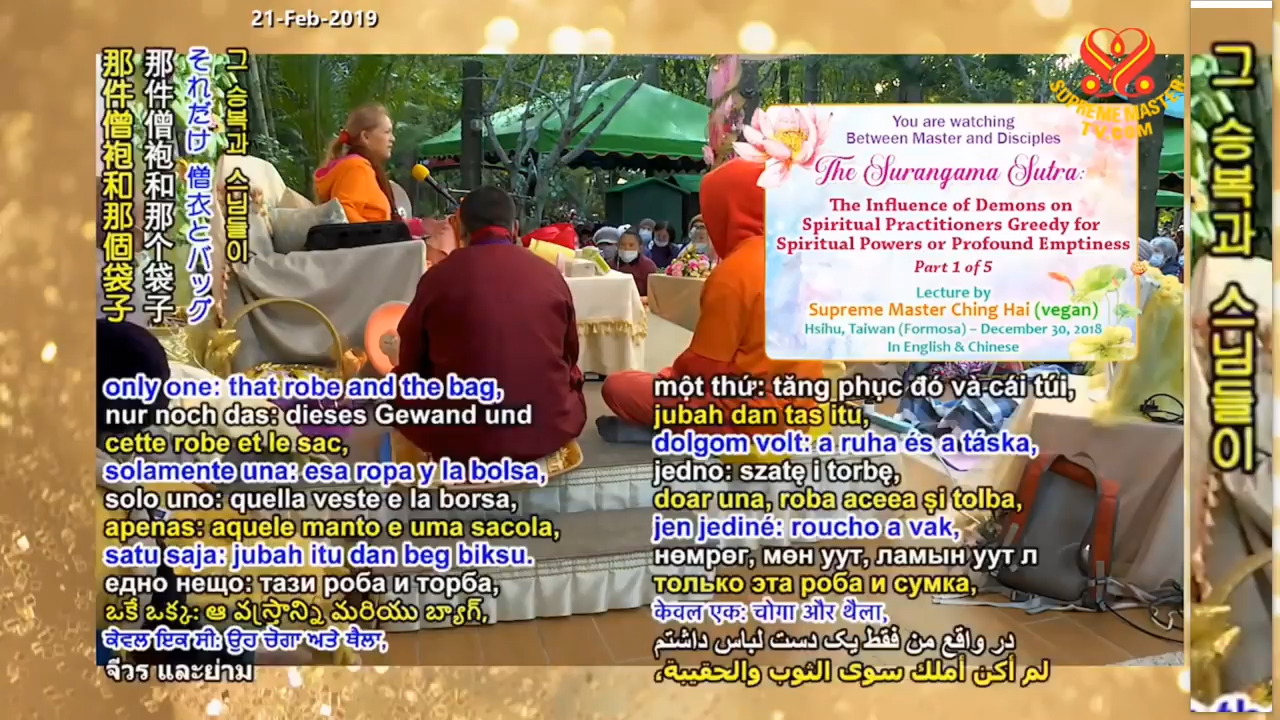 21-Feb-2019
그 승복과 스님들이
それだけ 僧衣とバッグ
那件僧袍和那个袋子
那件僧袍和那個袋子
SUPREME MASTER
TV.COM
You are watching
Between Master and Disciples
The Surangama Sutra:
The Influence of Demons on
Spiritual Practitioners Greedy for
Spiritual Powers or Profound Emptiness
Part 1 of 5
Lecture by
Supreme Master Ching Hai (vegan)
Hsihu, Taiwan (Formosa) – December 30, 2018
In English & Chinese
only one: that robe and the bag,
nur noch das: dieses Gewand und
cette robe et le sac,
solamente una: esa ropa y la bolsa,
solo uno: quella veste e la borsa,
apenas: aquele manto e uma sacola,
satu saja: jubah itu dan beg biksu.
едно нещо: тази роба и торба,
ఒకే ఒక్క: ఆ వస్త్రాన్ని మరియు బ్యాగ్,
ਕੇਵਲ ਇਕ ਸੀ: ਉਹ ਚੋਗਾ ਅਤੇ ਥੈਲਾ,
จีวร และย่าม
một thứ: tăng phục đó và cái túi,
jubah dan tas itu,
dolgom volt: a ruha és a táska,
jedno: szatę i torbę,
doar una, roba aceea și tolba,
jen jediné: roucho a vak,
нөмрөг, мөн уут, ламын уут л
только эта роба и сумка,
केवल एक: चोगा और थैला,
در واقع من فقط یک دست لباس داشتم
لم أكن أملك سوى الثوب والحقيبة،
그 승복과 스님들이